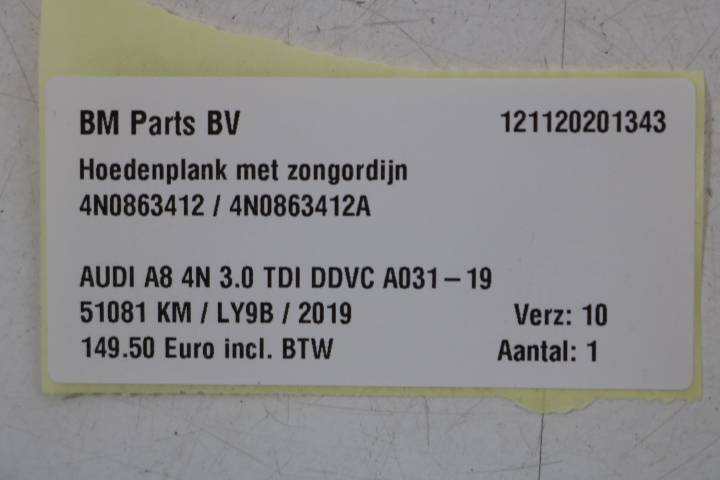 BM Parts BV 121120201343
Hoedenplank met zongordijn
4N0863412 / 4N0863412A
AUDI A8 4N 3.0 TDI DDVC A031-19
51081 KM / LY9B / 2019 Verz: 10
149.50 Euro incl. BTW Aantal: 1